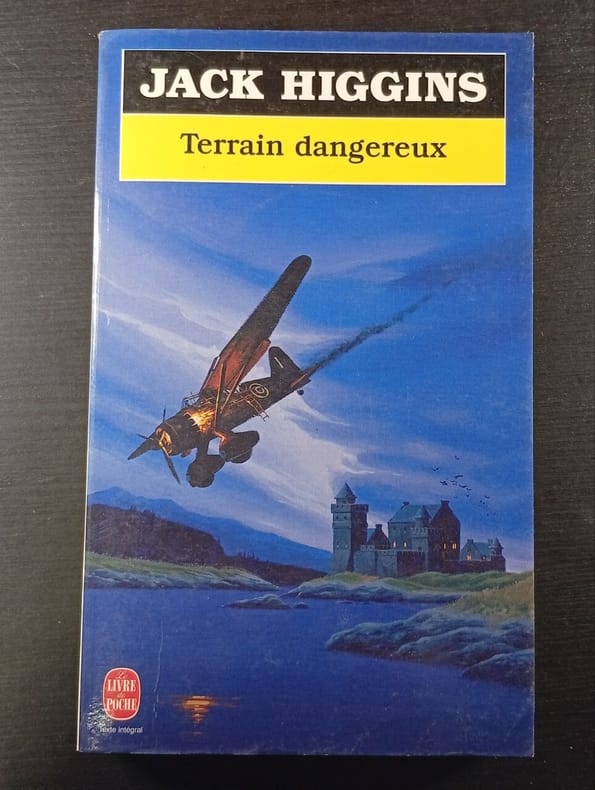 JACK HIGGINS
Terrain dangereux
Le
LIVRE
de
POCHE
Texte intégral